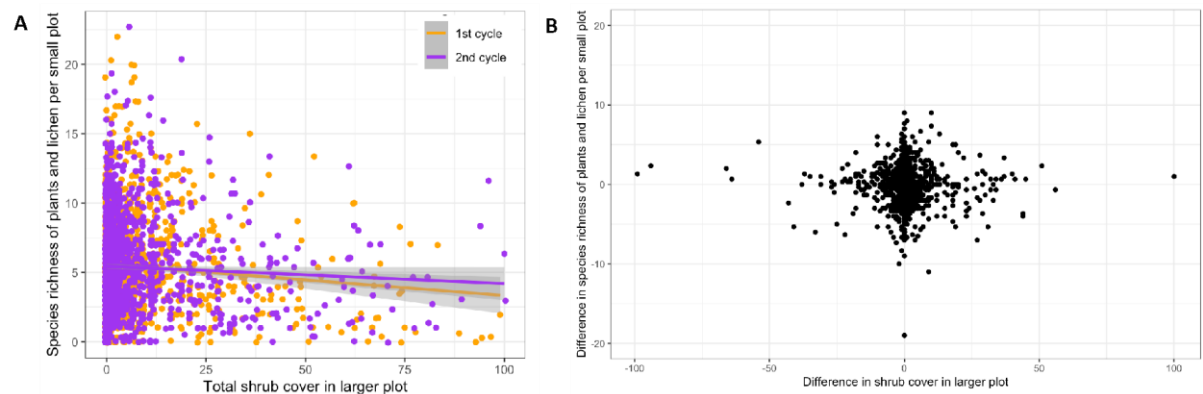 A
Species richness of plants and lichen per small plot
20
15
10
5
0
1st cycle
2nd cycle
0
25
50
75
100
Total shrub cover in larger plot
B
Difference in species richness of plants and lichen per small plot
20
10
0
-10
-20
-100
-50
0
50
100
Difference in shrub cover in larger plot